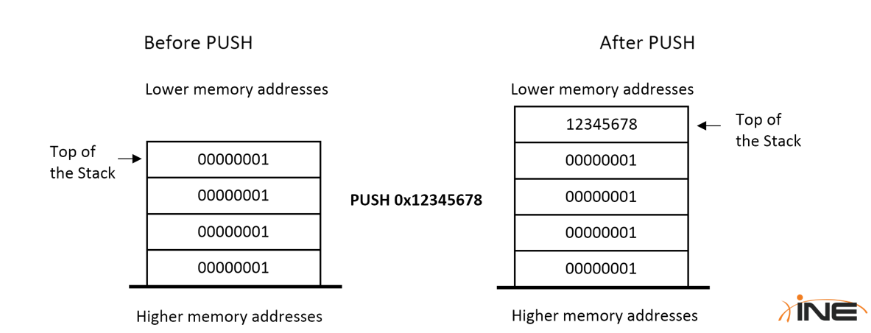 Before PUSH
Lower memory addresses
Top of
the Stack
00000001
00000001
00000001
00000001
Higher memory addresses
PUSH 0x12345678
After PUSH
Lower memory addresses
12345678
00000001
00000001
00000001
00000001
Top of
the Stack
Higher memory addresses
INE